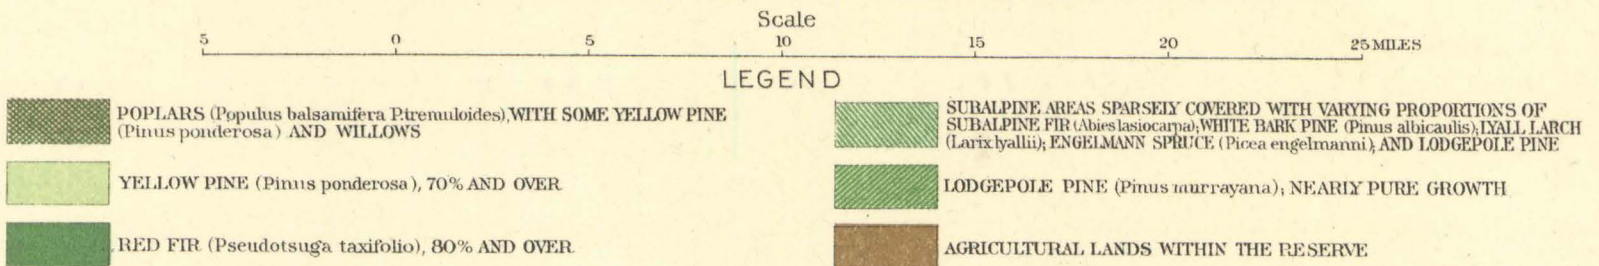 Scale
5 0 5 10 15 20 25 MILES
LEGEND
POPLARS (Populus balsamifera P. tremuloides), WITH SOME YELLOW PINE
(Pinus ponderosa) AND WILLOWS
YELLOW PINE (Pinus ponderosa), 70% AND OVER
RED FIR (Pseudotsuga taxifolio), 80% AND OVER
SUBALPINE AREAS SPARSELY COVERED WITH VARYING PROPORTIONS OF
SUBALPINE FIR (Abies lasiocarpa); WHITE BARK PINE (Pinus albicaulis); LYALL LARCH
(Larix lyallii); ENGELMANN SPRUCE (Picea engelmanni); AND LODGEPOLE PINE
LODGEPOLE PINE (Pinus murrayana); NEARLY PURE GROWTH
AGRICULTURAL LANDS WITHIN THE RESERVE